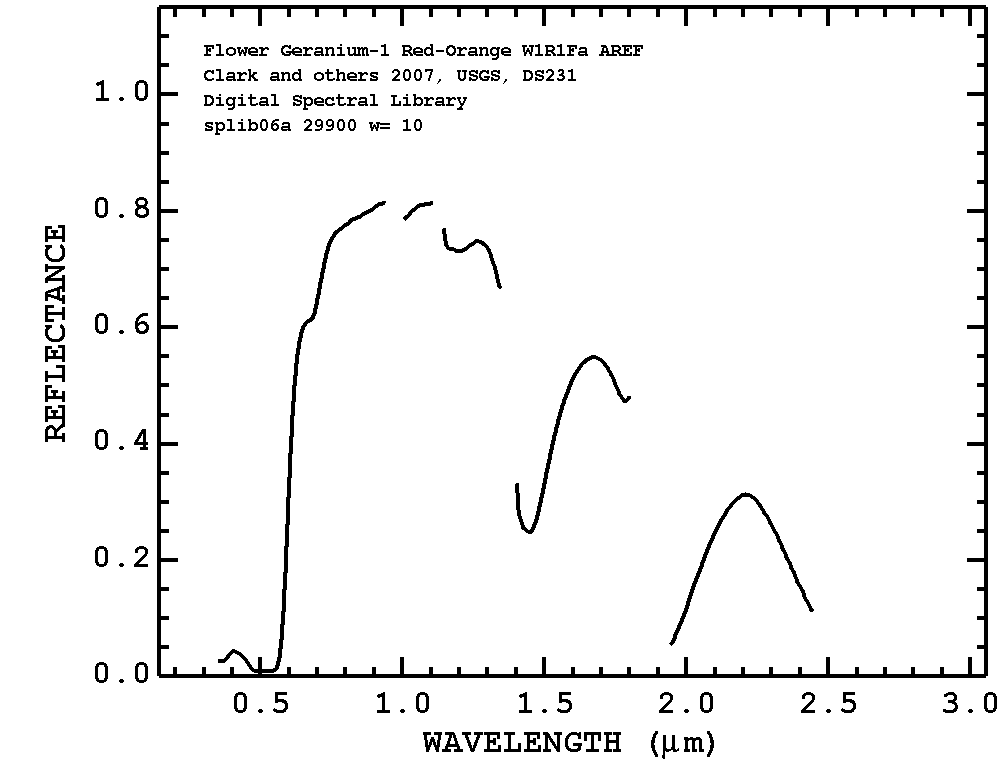 Flower Geranium-1 Red-Orange W1R1Fa AREF
Clark and others 2007, USGS, DS231
Digital Spectral Library
splib06a 29900 w= 10
1.0
0.8
0.6
0.4
0.2
0.0
REFLECTANCE
0.5 1.0 1.5 2.0 2.5 3.0
WAVELENGTH (μm)